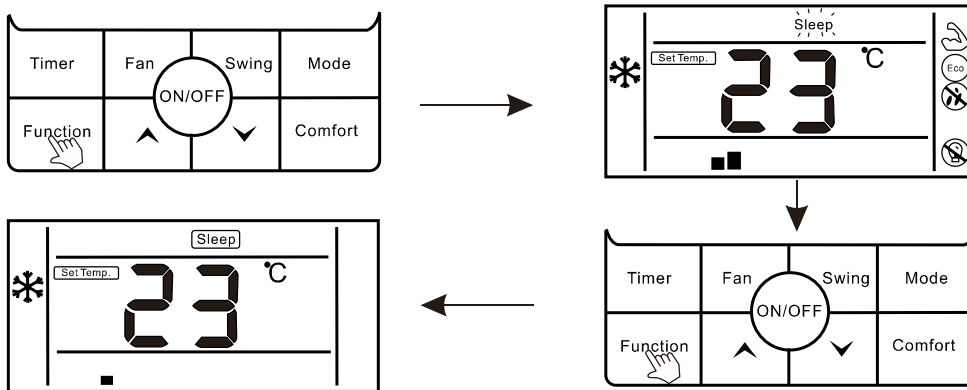 Timer Fan Swing Mode
ON/OFF
Function Comfort
Sleep
Set Temp. 23 °C
Eco
Sleep
Set Temp. 23 °C
Timer Fan Swing Mode
ON/OFF
Function Comfort